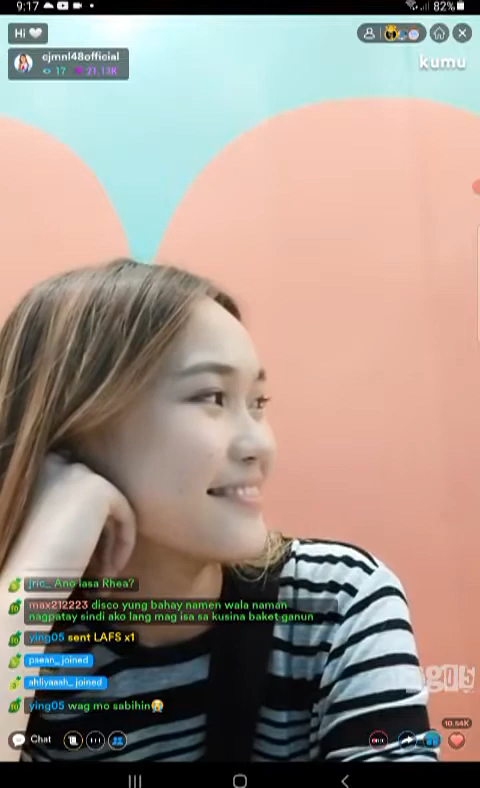 9:17
82%
Hi
cjmnl48official
17 21.13K
kumu
jric_ Ano lasa Rhea?
max212223 disco yung bahay namen wala naman
nagpatay sindi ako lang mag isa sa kusina baket ganun
ying05 sent LAFS x1
paean_ joined
ahliyaaah_ joined
ying05 wag mo sabihin😭
10.54K
Chat